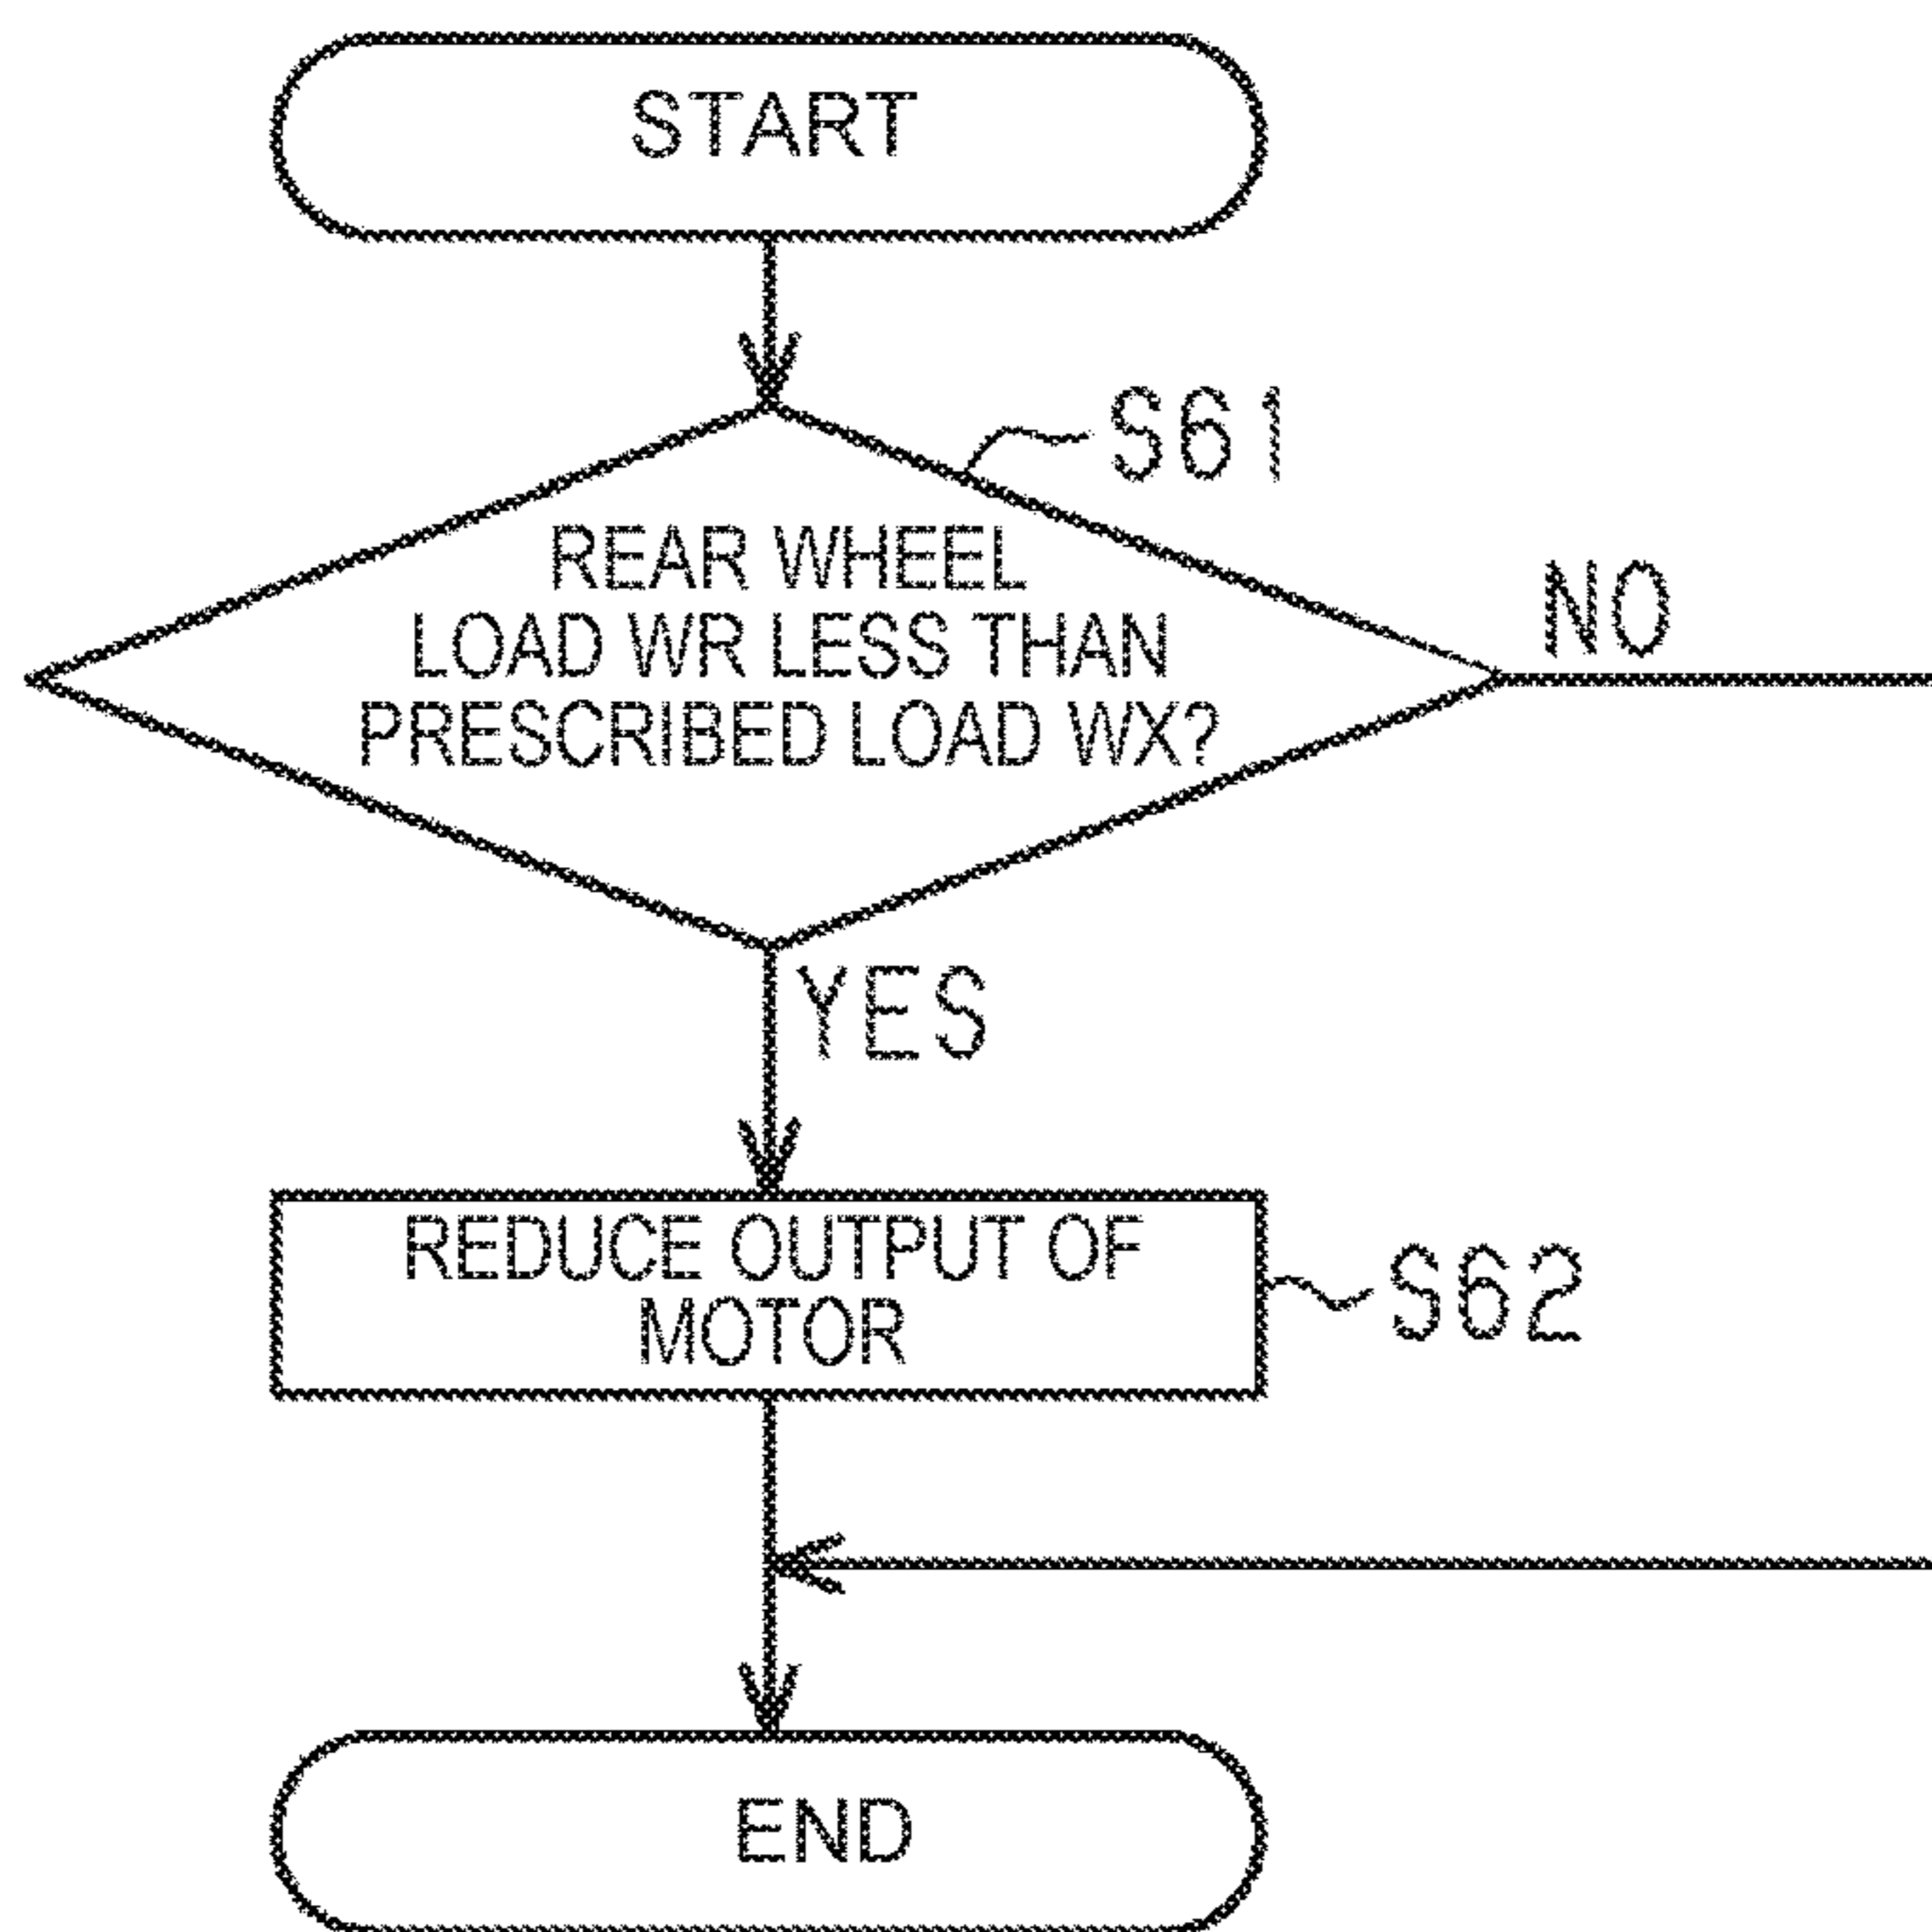 START
S61
REAR WHEEL
LOAD WR LESS THAN
PRESCRIBED LOAD WX?
NO
YES
REDUCE OUTPUT OF
MOTOR
S62
END